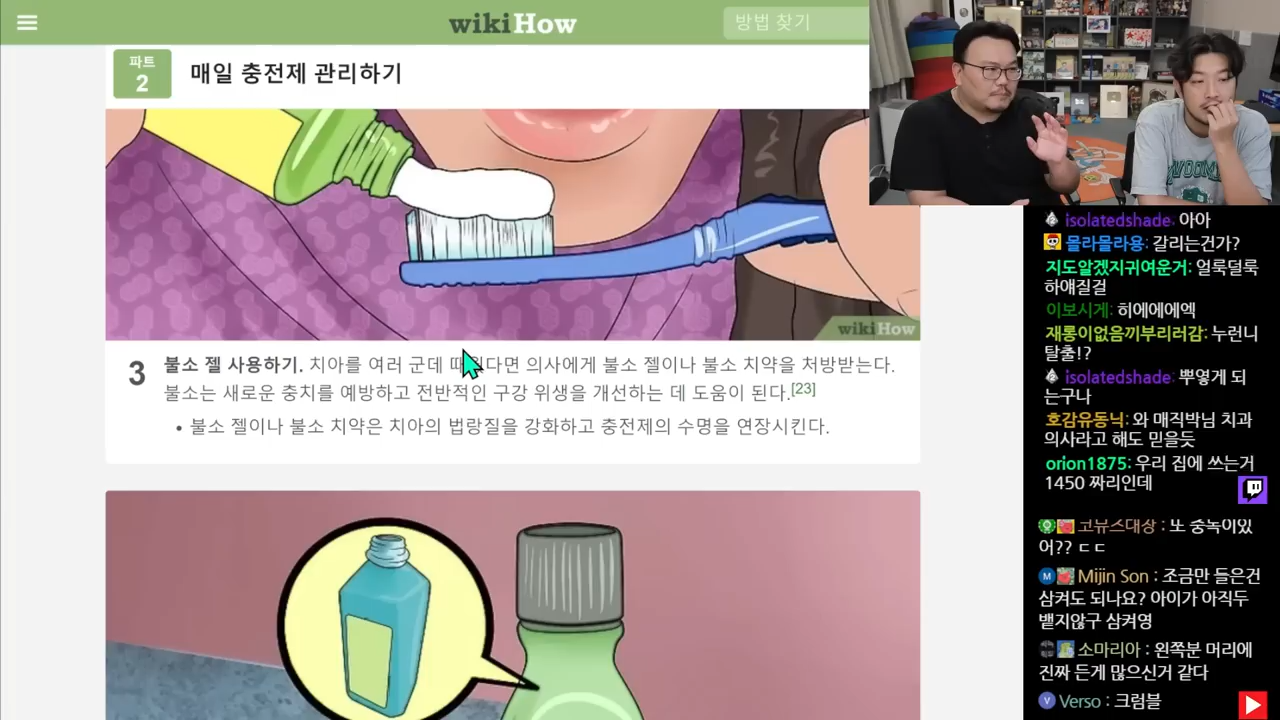 wikiHow
방법 찾기
파트
2
매일 충전제 관리하기
wikiHow
3
불소 젤 사용하기. 치아를 여러 군데 때웠다면 의사에게 불소 젤이나 불소 치약을 처방받는다.
불소는 새로운 충치를 예방하고 전반적인 구강 위생을 개선하는 데 도움이 된다.[23]
• 불소 젤이나 불소 치약은 치아의 법랑질을 강화하고 충전제의 수명을 연장시킨다.
isolatedshade: 아아
몰라몰라용: 갈리는건가?
지도알겠지귀여운거: 얼룩덜룩
하얘질걸
이보시게: 히에에에엑
재롱이없음끼부리러감: 누런니
탈출!?
isolatedshade: 뿌옇게 되
는구나
호감유동닉: 와 매직박님 치과
의사라고 해도 믿을듯
orion1875: 우리 집에 쓰는거
1450 짜리인데
코뮤즈대장 : 또 중독이있
어?? ㄷㄷ
Mijin Son : 조금만 들은건
삼켜도 되나요? 아이가 아직두
뱉지않구 삼켜영
소마리아 : 왼쪽분 머리에
진짜 든게 많으신거 같다
Verso : 크럼블